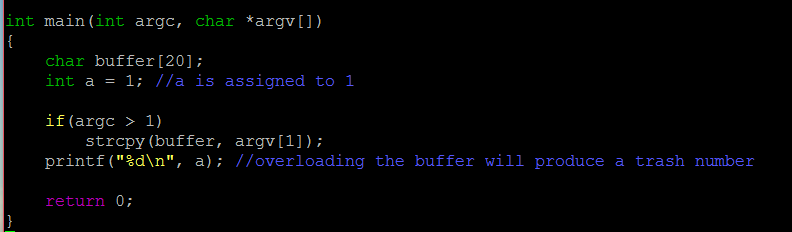 int main(int argc, char *argv[])
{
    char buffer[20];
    int a = 1; //a is assigned to 1

    if(argc > 1)
        strcpy(buffer, argv[1]);
    printf("%d\n", a); //overloading the buffer will produce a trash number

    return 0;
}